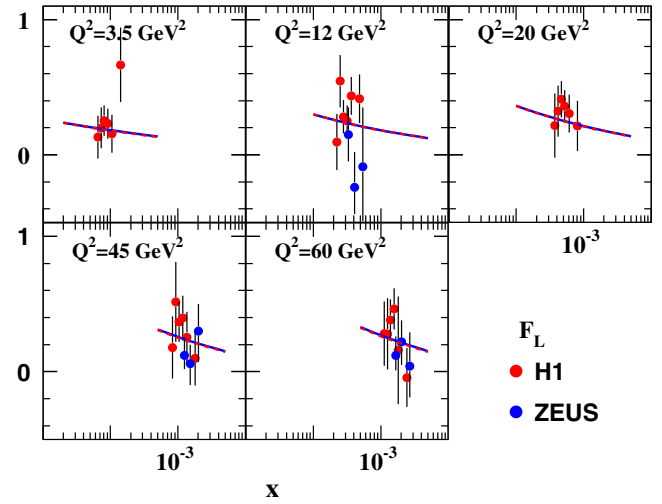 1
0
Q²=3.5 GeV²
Q²=12 GeV²
Q²=20 GeV²
10⁻³
1
0
Q²=45 GeV²
Q²=60 GeV²
F_L
H1
ZEUS
10⁻³
10⁻³
x